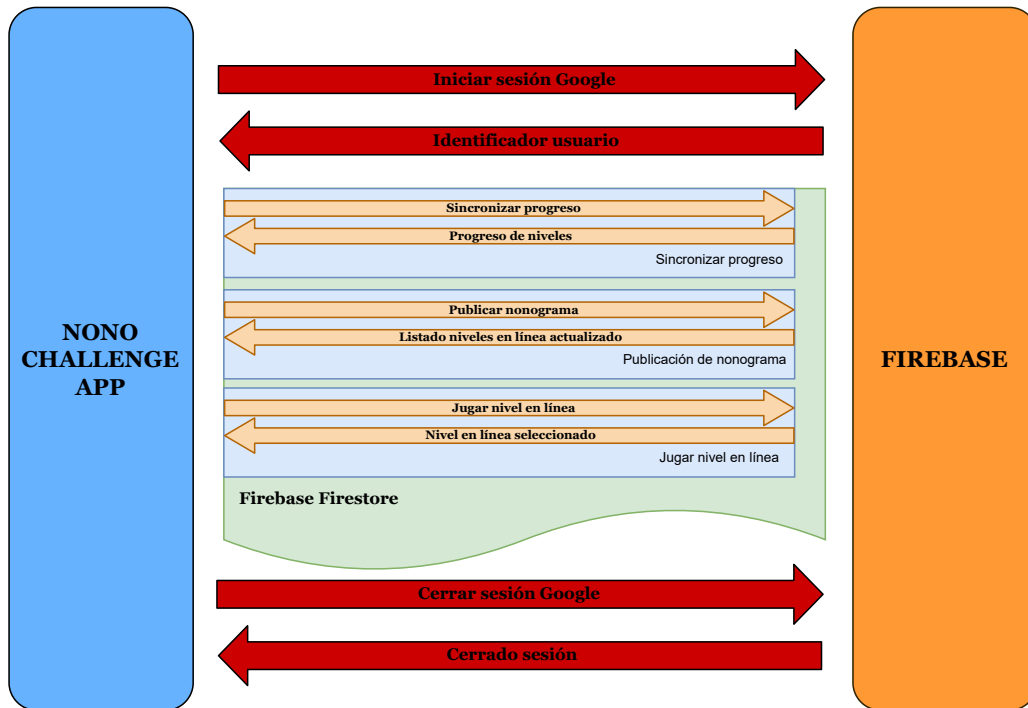 Iniciar sesión Google
Identificador usuario
Sincronizar progreso
Progreso de niveles
Sincronizar progreso
Publicar nonograma
Listado niveles en línea actualizado
Publicación de nonograma
NONO
CHALLENGE
APP
FIREBASE
Jugar nivel en línea
Nivel en línea seleccionado
Jugar nivel en línea
Firebase Firestore
Cerrar sesión Google
Cerrado sesión